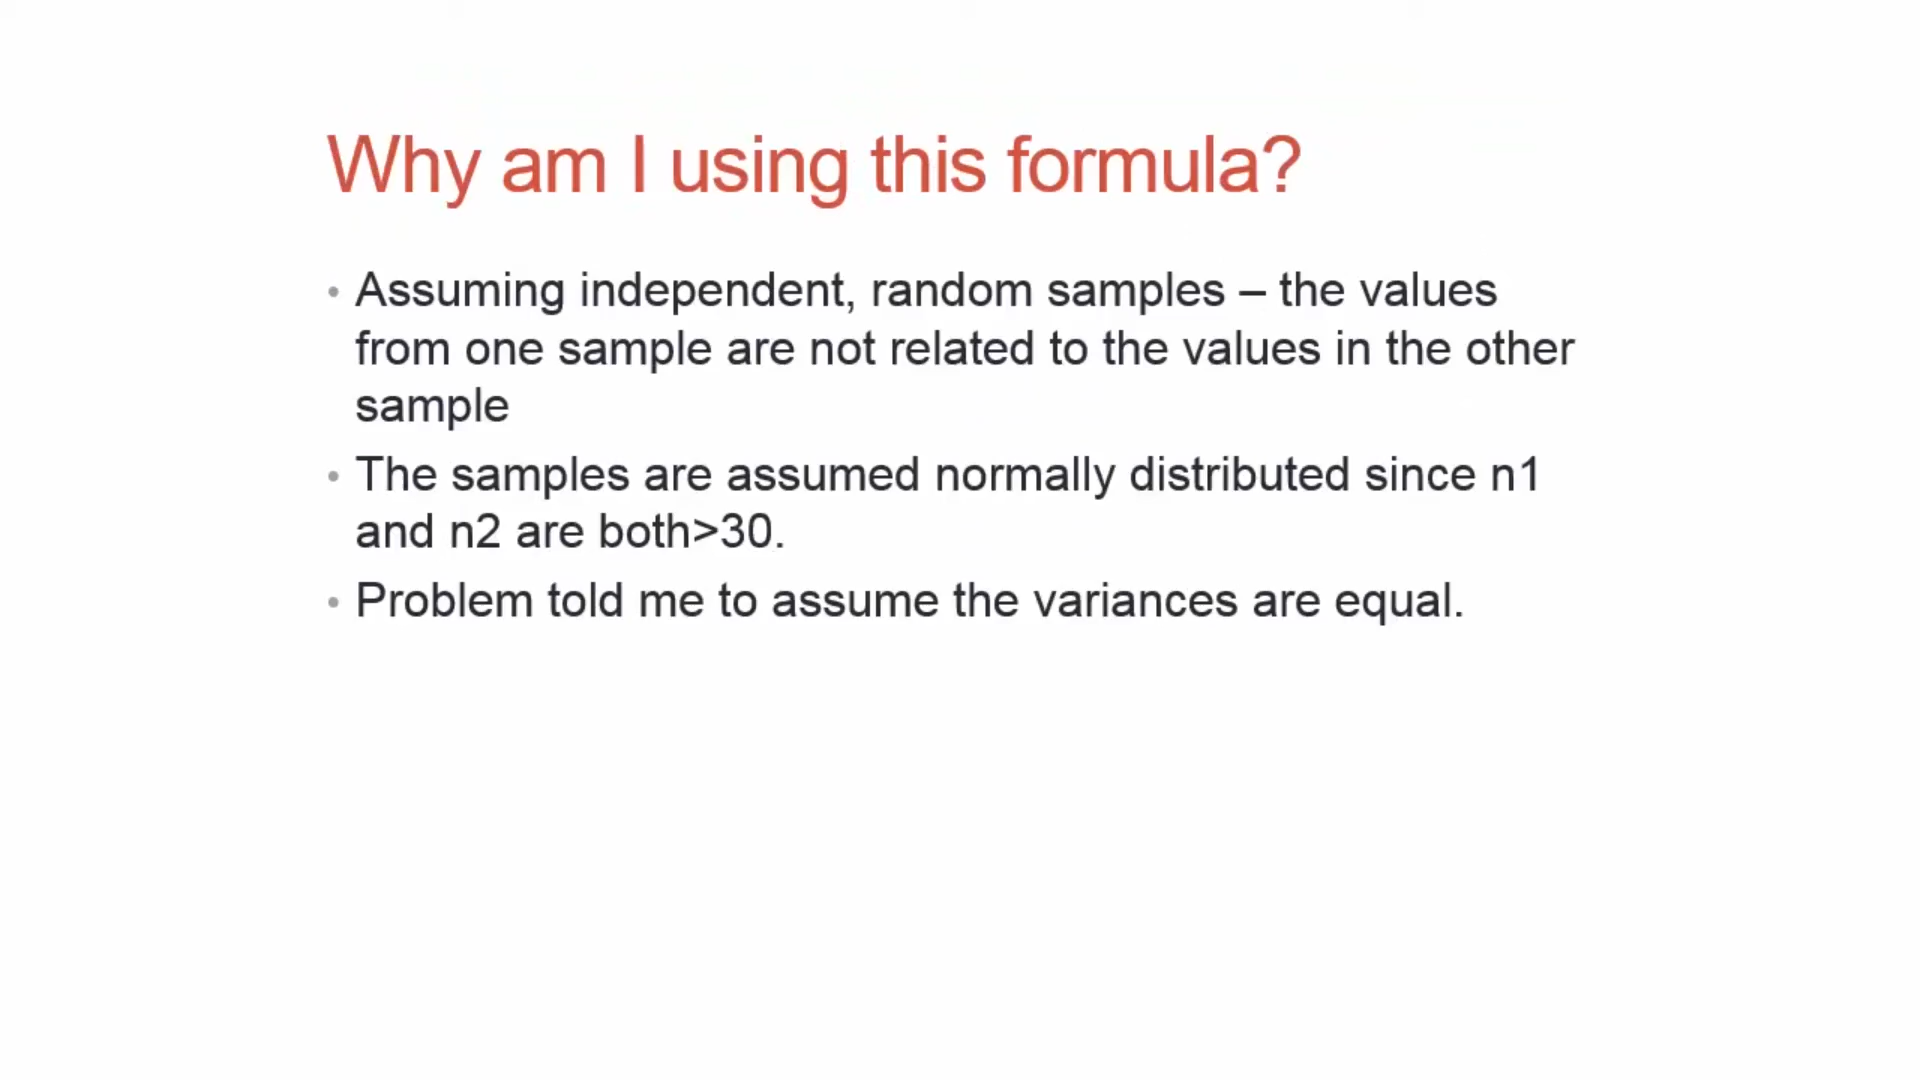 Why am I using this formula?
• Assuming independent, random samples – the values
from one sample are not related to the values in the other
sample
• The samples are assumed normally distributed since n1
and n2 are both>30.
• Problem told me to assume the variances are equal.